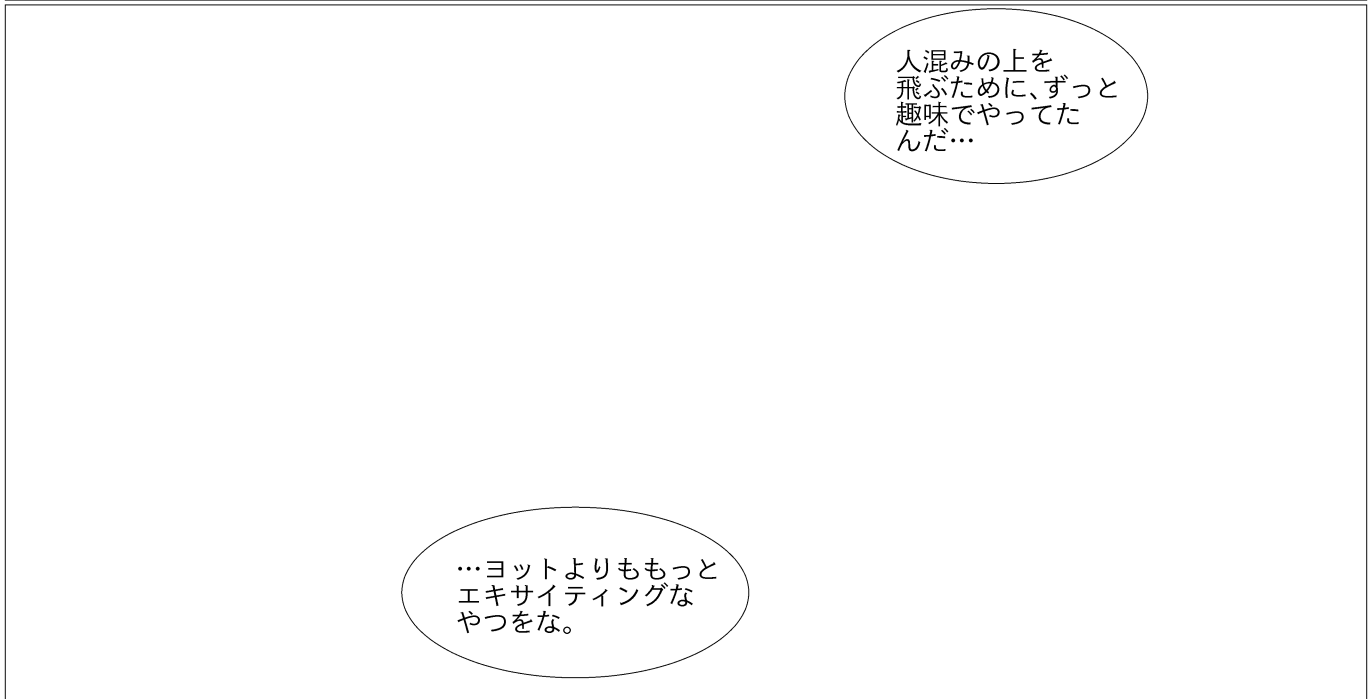 人混みの上を
飛ぶために、ずっと
趣味でやってた
んだ…
…ヨットよりももっと
エキサイティングな
やつをな。